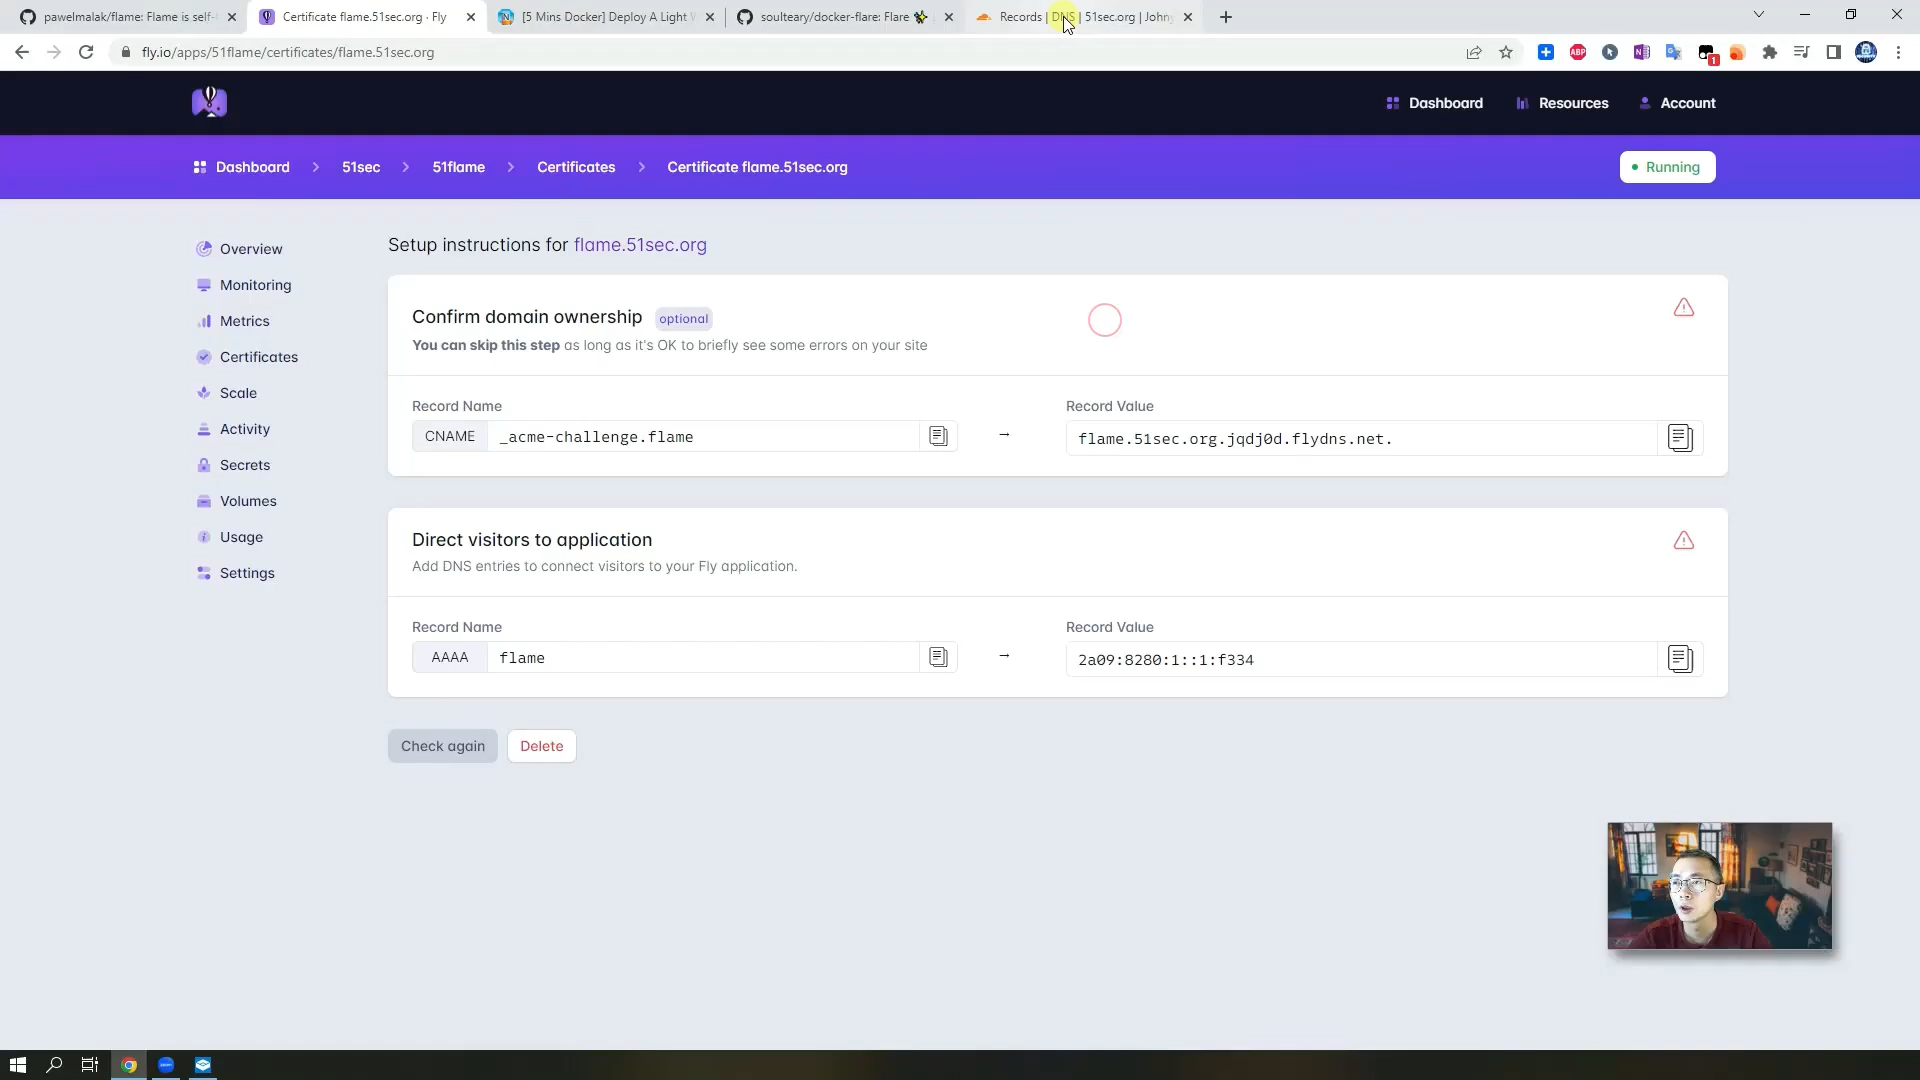 pawelmalak/flame: Flame is self-
Certificate flame.51sec.org · Fly
[5 Mins Docker] Deploy A Light W
soulteary/docker-flare: Flare ✨
Records | DNS | 51sec.org | Johny
fly.io/apps/51flame/certificates/flame.51sec.org
ABP
1
Dashboard
Resources
Account
Dashboard
51sec
51flame
Certificates
Certificate flame.51sec.org
Running
Overview
Monitoring
Metrics
Certificates
Scale
Activity
Secrets
Volumes
Usage
Settings
Setup instructions for flame.51sec.org
Confirm domain ownership optional
You can skip this step as long as it's OK to briefly see some errors on your site
Record Name
Record Value
CNAME _acme-challenge.flame → flame.51sec.org.jqdj0d.flydns.net.
Direct visitors to application
Add DNS entries to connect visitors to your Fly application.
Record Name
Record Value
AAAA flame → 2a09:8280:1::1:f334
Check again
Delete